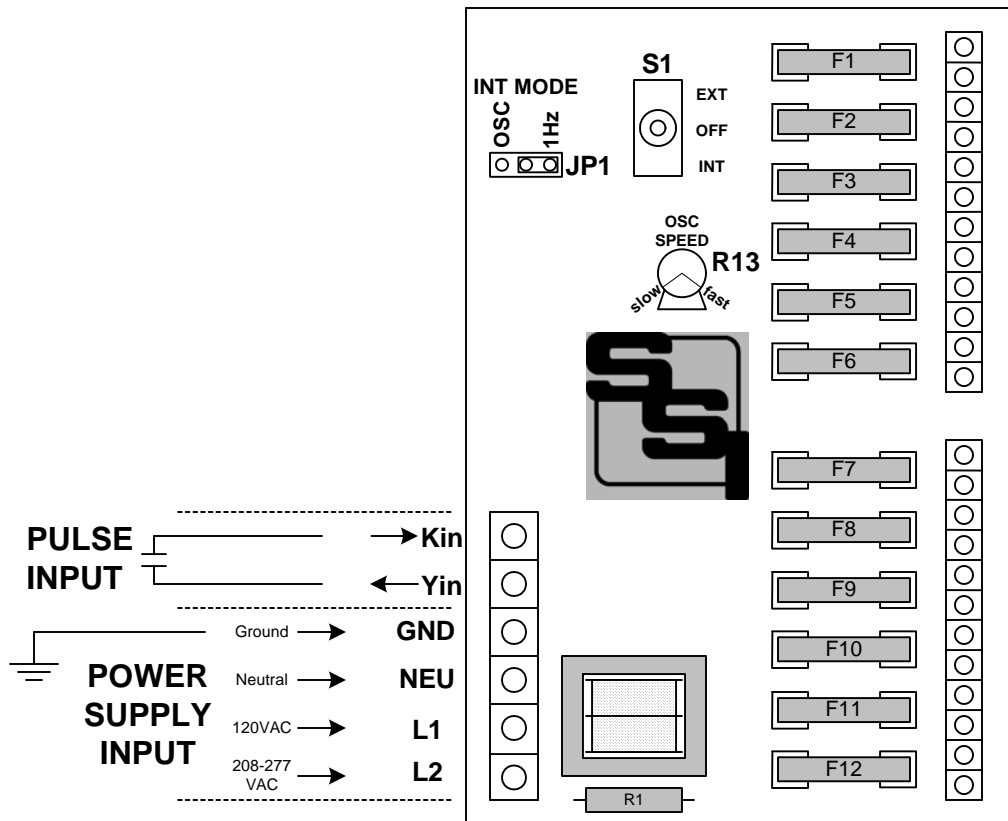 INT MODE
OSC
1Hz
JP1
S1
EXT
OFF
INT
OSC
SPEED
R13
slow
fast
F1
F2
F3
F4
F5
F6
SSI
F7
F8
F9
F10
F11
F12
PULSE
INPUT
Kin
Yin
Ground
GND
POWER
SUPPLY
INPUT
Neutral
NEU
120VAC
L1
208-277
VAC
L2
R1